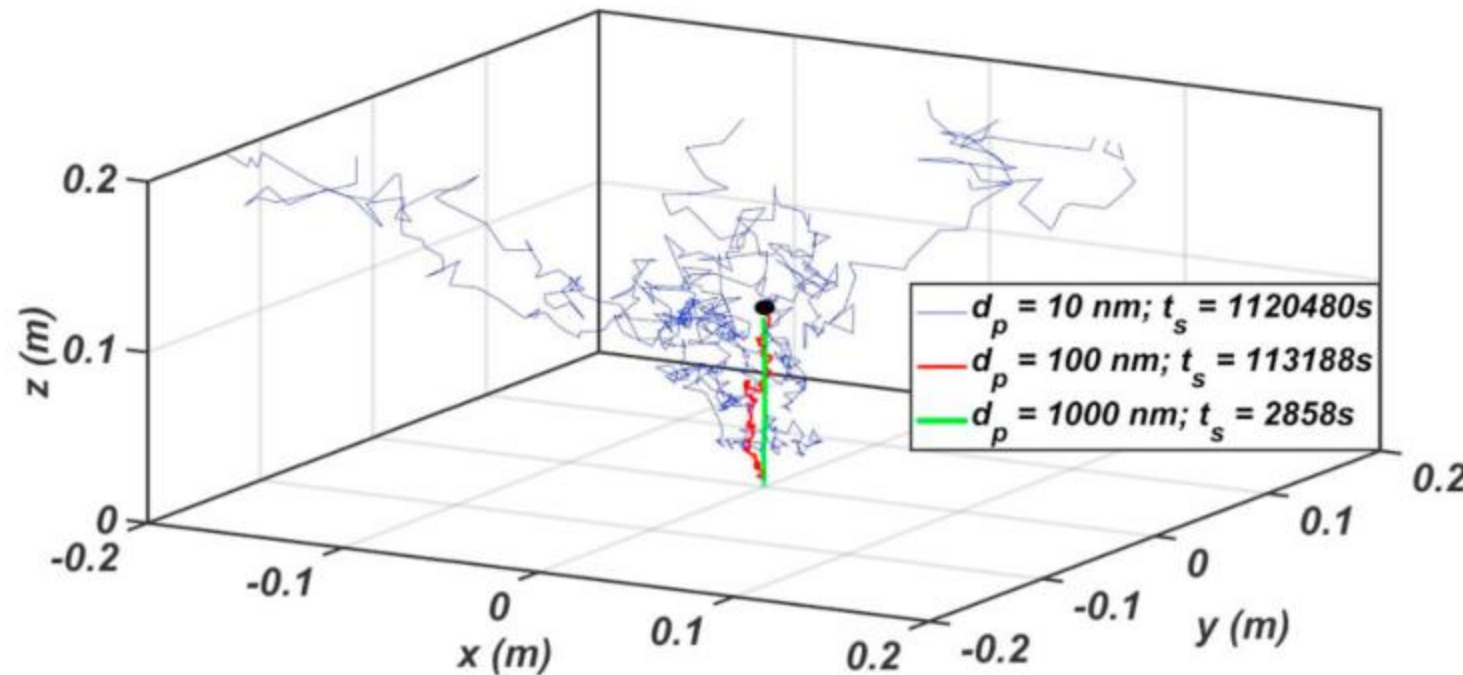 0.2
0.1
0
z (m)
-0.2
-0.1
0
0.1
0.2
x (m)
-0.2
-0.1
0
0.1
0.2
y (m)
d_p = 10 nm; t_s = 1120480s
d_p = 100 nm; t_s = 113188s
d_p = 1000 nm; t_s = 2858s